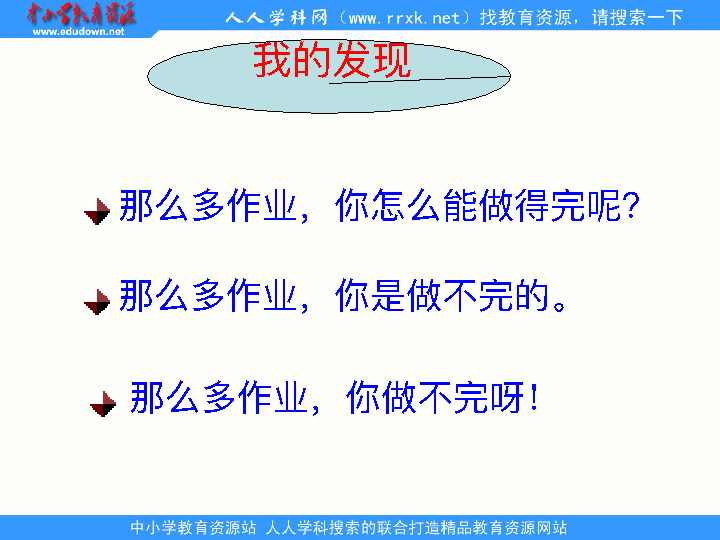 中小学教育资源
www.edudown.net
人人学科网（www.rrxk.net）找教育资源，请搜索一下
我的发现
那么多作业，你怎么能做得完呢？
那么多作业，你是做不完的。
那么多作业，你做不完呀！
中小学教育资源站 人人学科搜索的联合打造精品教育资源网站